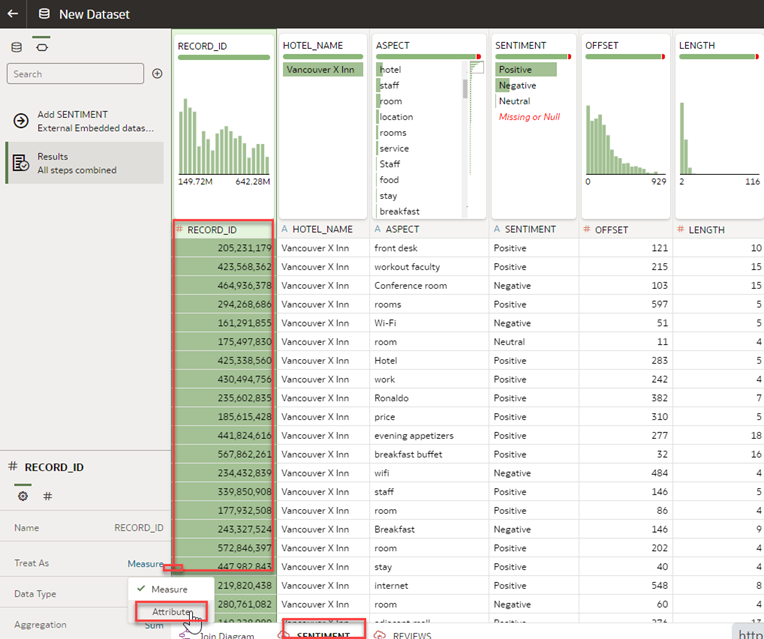 New Dataset
Search
Add SENTIMENT
External Embedded datas...
Results
All steps combined
RECORD_ID
149.72M 642.28M
HOTEL_NAME
Vancouver X Inn
ASPECT
hotel
staff
room
location
rooms
service
Staff
food
stay
breakfast
SENTIMENT
Positive
Negative
Neutral
Missing or Null
OFFSET
0 929
LENGTH
2 116
# RECORD_ID A HOTEL_NAME A ASPECT A SENTIMENT # OFFSET # LENGTH
205,231,179 Vancouver X Inn front desk Positive 121 10
423,568,362 Vancouver X Inn workout faculty Positive 215 15
464,936,378 Vancouver X Inn Conference room Negative 103 15
294,268,686 Vancouver X Inn rooms Positive 597 5
161,291,855 Vancouver X Inn Wi-Fi Negative 51 5
175,497,830 Vancouver X Inn room Neutral 11 4
425,338,560 Vancouver X Inn Hotel Positive 283 5
430,494,756 Vancouver X Inn work Positive 242 4
235,602,835 Vancouver X Inn Ronaldo Positive 382 7
185,615,428 Vancouver X Inn price Positive 310 5
441,824,616 Vancouver X Inn evening appetizers Positive 277 18
567,862,261 Vancouver X Inn breakfast buffet Positive 32 16
234,432,839 Vancouver X Inn wifi Negative 484 4
339,850,908 Vancouver X Inn staff Positive 146 5
177,932,508 Vancouver X Inn room Positive 86 4
243,327,524 Vancouver X Inn Breakfast Negative 146 9
572,846,397 Vancouver X Inn room Positive 202 4
447,982,843 Vancouver X Inn stay Positive 40 4
219,820,438 Vancouver X Inn internet Positive 548 8
280,761,082 Vancouver X Inn room Negative 60 4
# RECORD_ID
#
Name RECORD_ID
Treat As Measure
Measure
Data Type
Attribute
Aggregation Sum
Join Diagram SENTIMENT REVIEWS
http